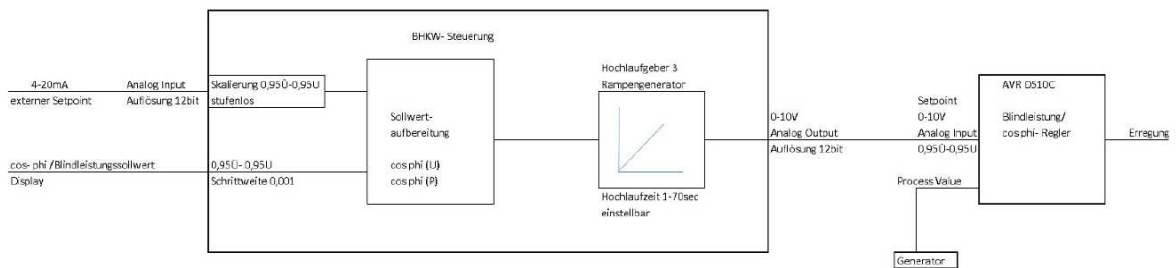 BHKW- Steuerung
4-20mA
externer Setpoint
Analog Input
Auflösung 12bit
Skalierung 0,95Ü-0,95U
stufenlos
cos- phi /Blindleistungssollwert
Display
0,95Ü- 0,95U
Schrittweite 0,001
Sollwert-
aufbereitung
cos phi (U)
cos phi (P)
Hochlaufgeber 3
Rampengenerator
Hochlaufzeit 1-70sec
einstellbar
0-10V
Analog Output
Auflösung 12bit
Setpoint
0-10V
Analog Input
0,95Ü-0,95U
Process Value
AVR D510C
Blindleistung/
cos phi- Regler
Erregung
Generator